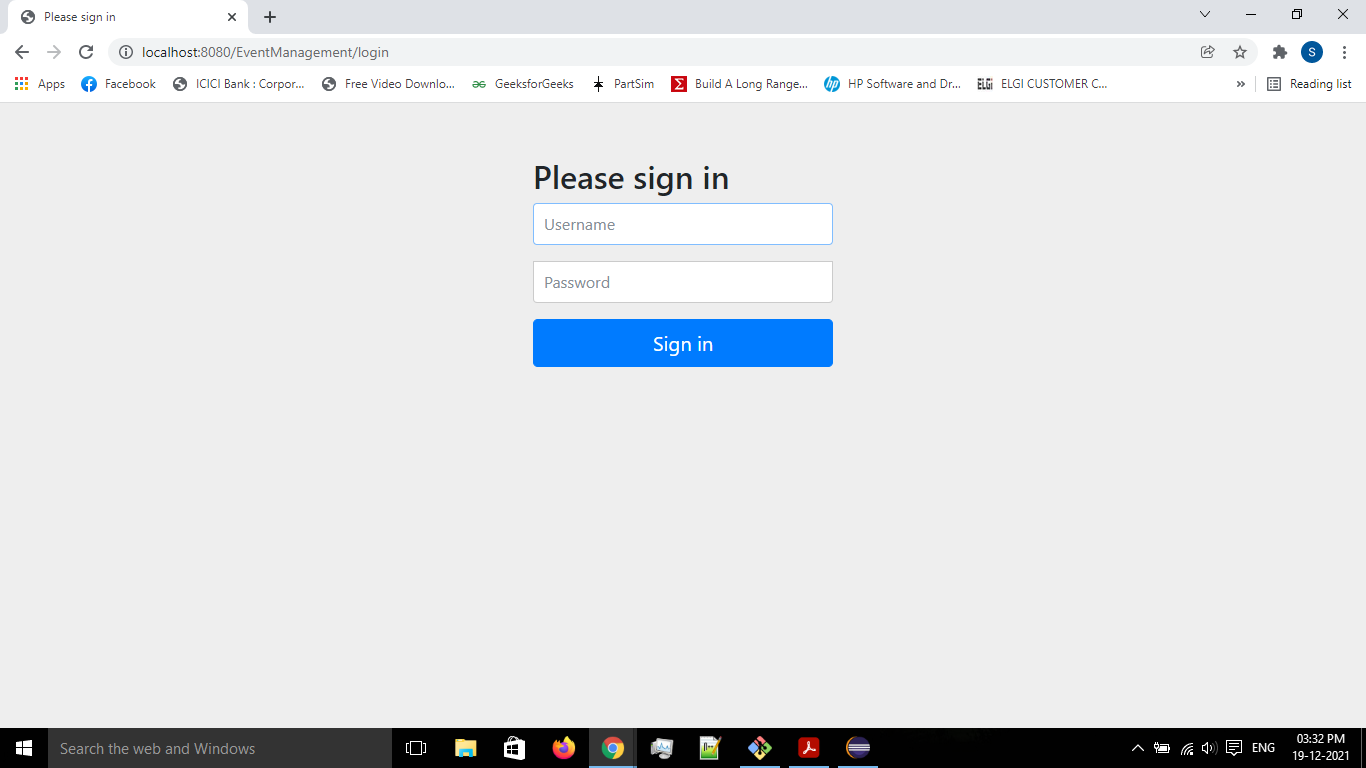 Please sign in
localhost:8080/EventManagement/login
S
Apps Facebook ICICI Bank : Corpor... Free Video Downlo... GeeksforGeeks PartSim Build A Long Range... HP Software and Dr... ELGI CUSTOMER C... » Reading list
Please sign in
Username
Password
Sign in
Search the web and Windows
ENG
03:32 PM
19-12-2021